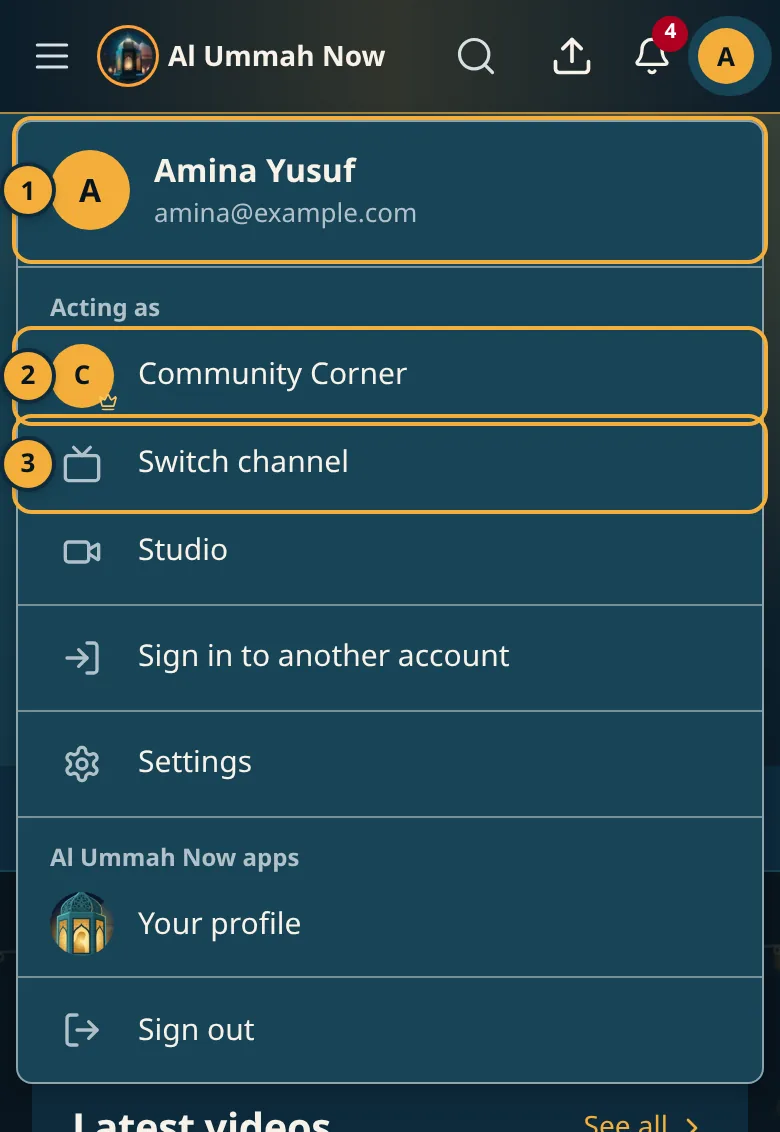 Al Ummah Now
4
A
1
A
Amina Yusuf
amina@example.com
Acting as
2
C
Community Corner
3
Switch channel
Studio
Sign in to another account
Settings
Al Ummah Now apps
Your profile
Sign out
Latest videos
See all